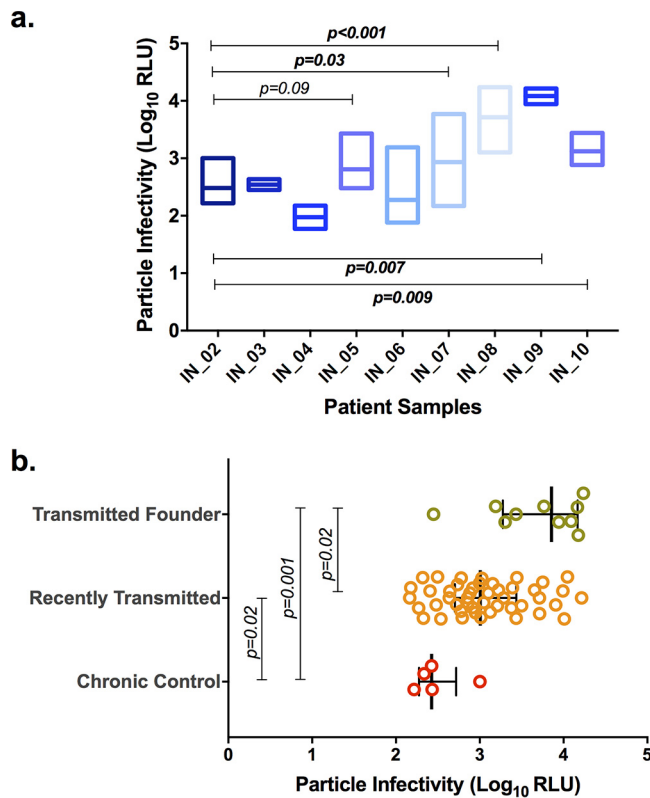 a.
p<0.001
p=0.03
p=0.09
5
4
3
2
1
0
Particle Infectivity (Log10 RLU)
p=0.007
p=0.009
IN_02 IN_03 IN_04 IN_05 IN_06 IN_07 IN_08 IN_09 IN_10
Patient Samples
b.
Transmitted Founder
Recently Transmitted
Chronic Control
p=0.02
p=0.001
p=0.02
0 1 2 3 4 5
Particle Infectivity (Log10 RLU)